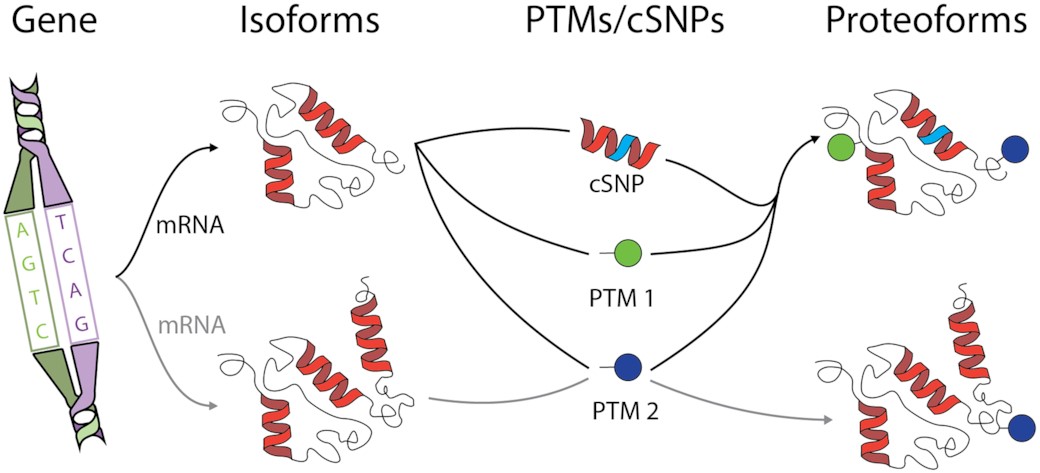 Gene
Isoforms
PTMs/cSNPs
Proteoforms
A
G
T
C
T
C
A
G
mRNA
mRNA
cSNP
PTM 1
PTM 2